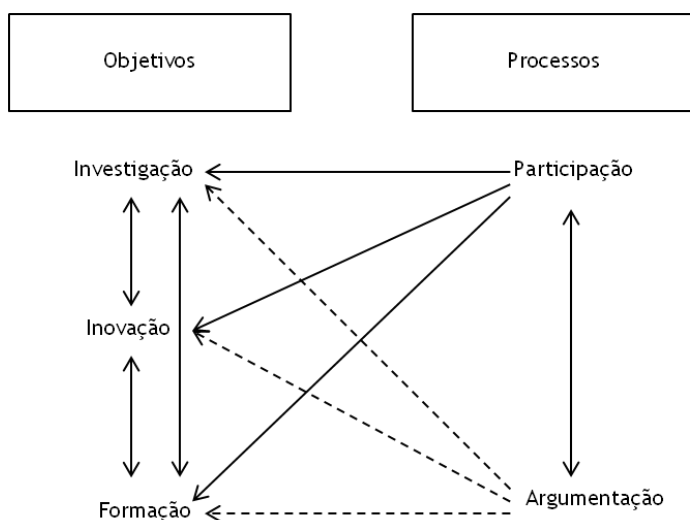 Objetivos
Processos
Investigação
Participação
Inovação
Formação
Argumentação